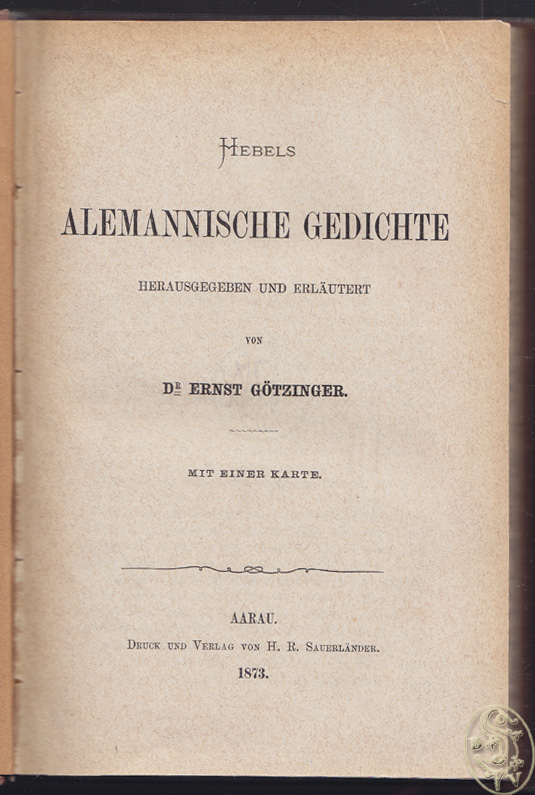 HEBELS
ALEMANNISCHE GEDICHTE
HERAUSGEGEBEN UND ERLÄUTERT
VON
DR ERNST GÖTZINGER.
MIT EINER KARTE.
AARAU.
DRUCK UND VERLAG VON H. R. SAUERLÄNDER.
1873.